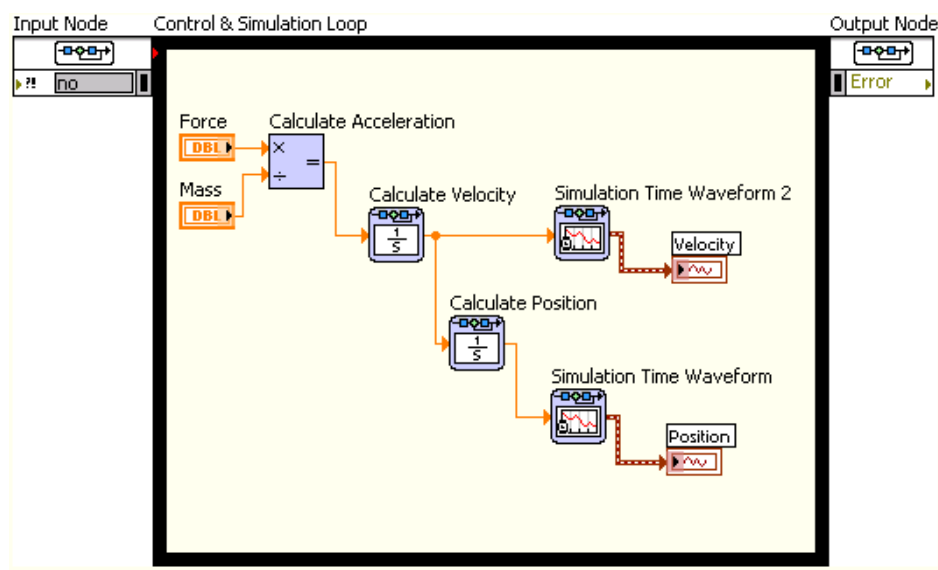 Input Node
Control & Simulation Loop
Output Node
?! no
Error
Force
Calculate Acceleration
DBL
×
÷
=
Mass
DBL
Calculate Velocity
1
S
Simulation Time Waveform 2
Velocity
Calculate Position
1
S
Simulation Time Waveform
Position